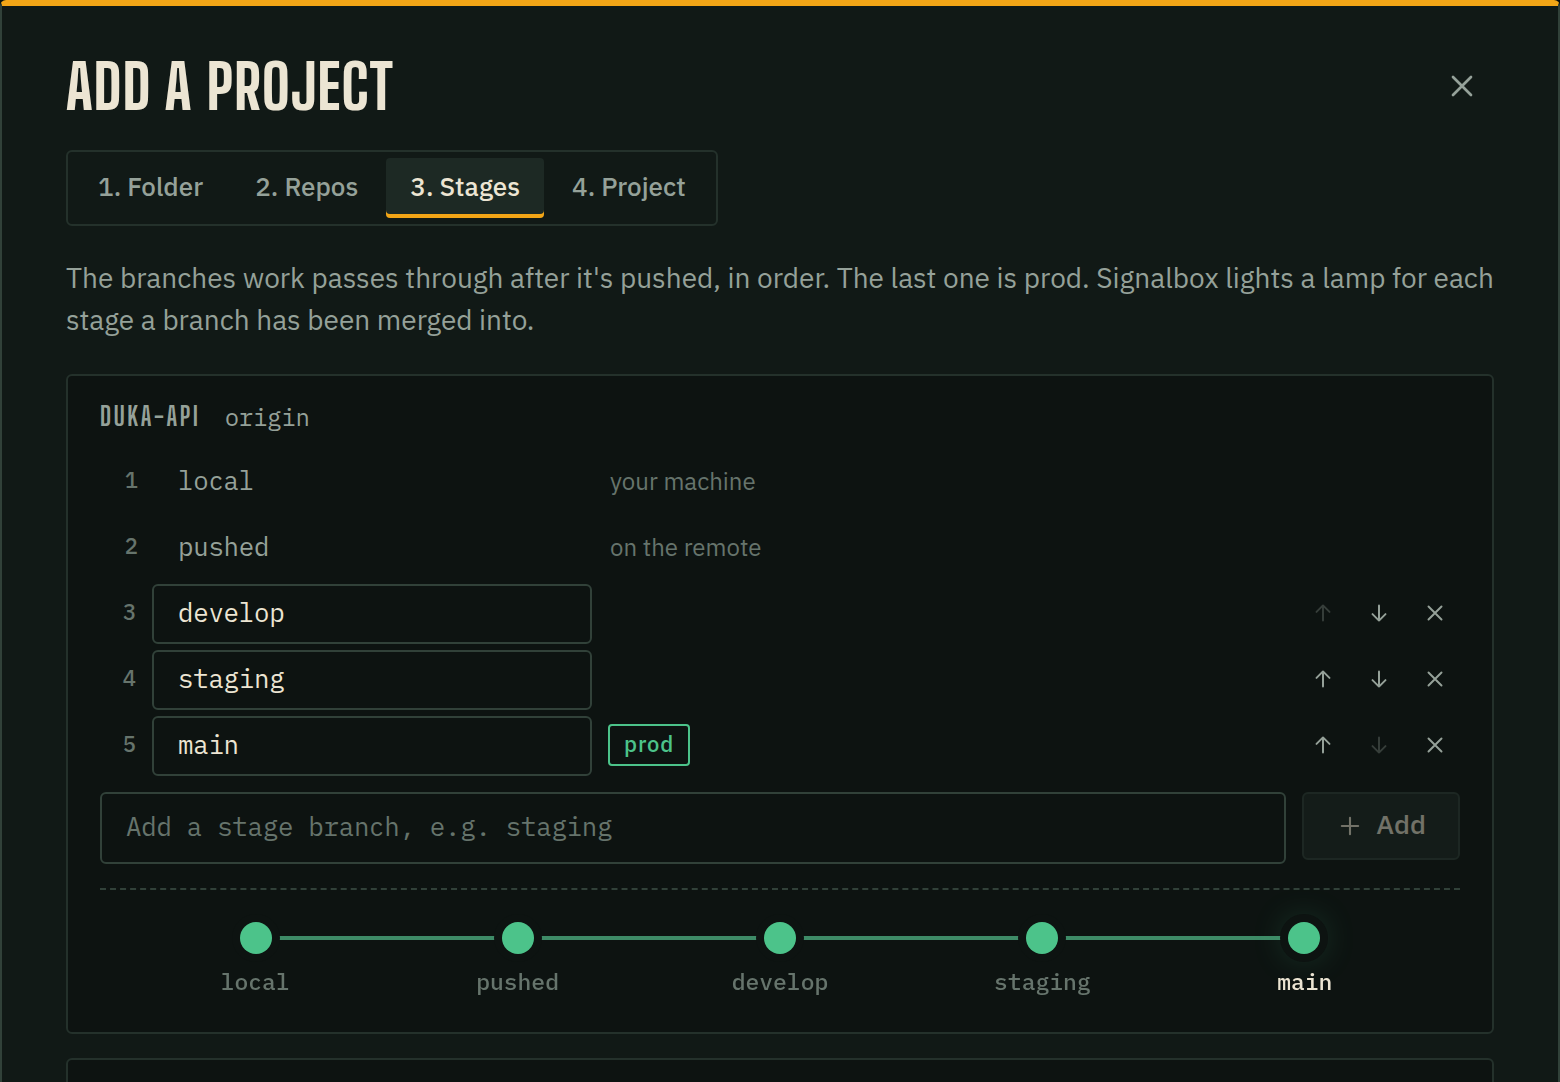 ADD A PROJECT
1. Folder 2. Repos 3. Stages 4. Project
The branches work passes through after it's pushed, in order. The last one is prod. Signalbox lights a lamp for each
stage a branch has been merged into.
DUKA-API origin
1 local your machine
2 pushed on the remote
3 develop
4 staging
5 main prod
Add a stage branch, e.g. staging + Add
local pushed develop staging main